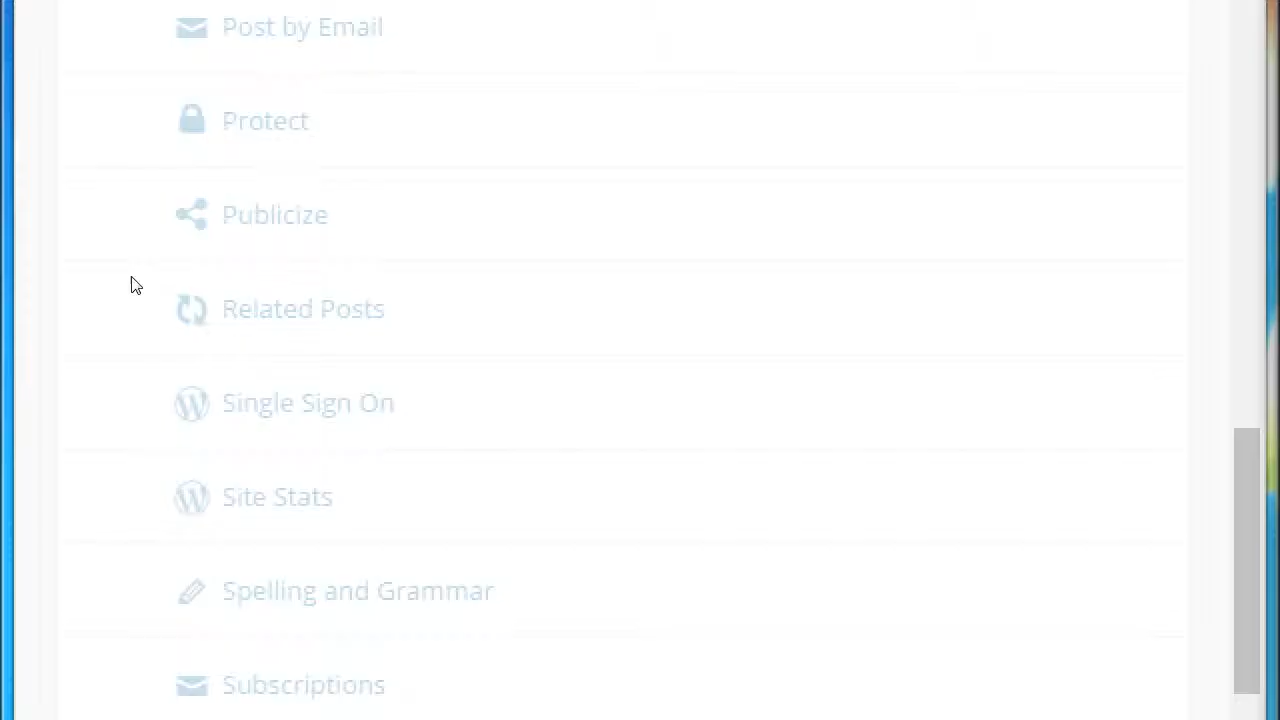 Post by Email
Protect
Publicize
Related Posts
Single Sign On
Site Stats
Spelling and Grammar
Subscriptions